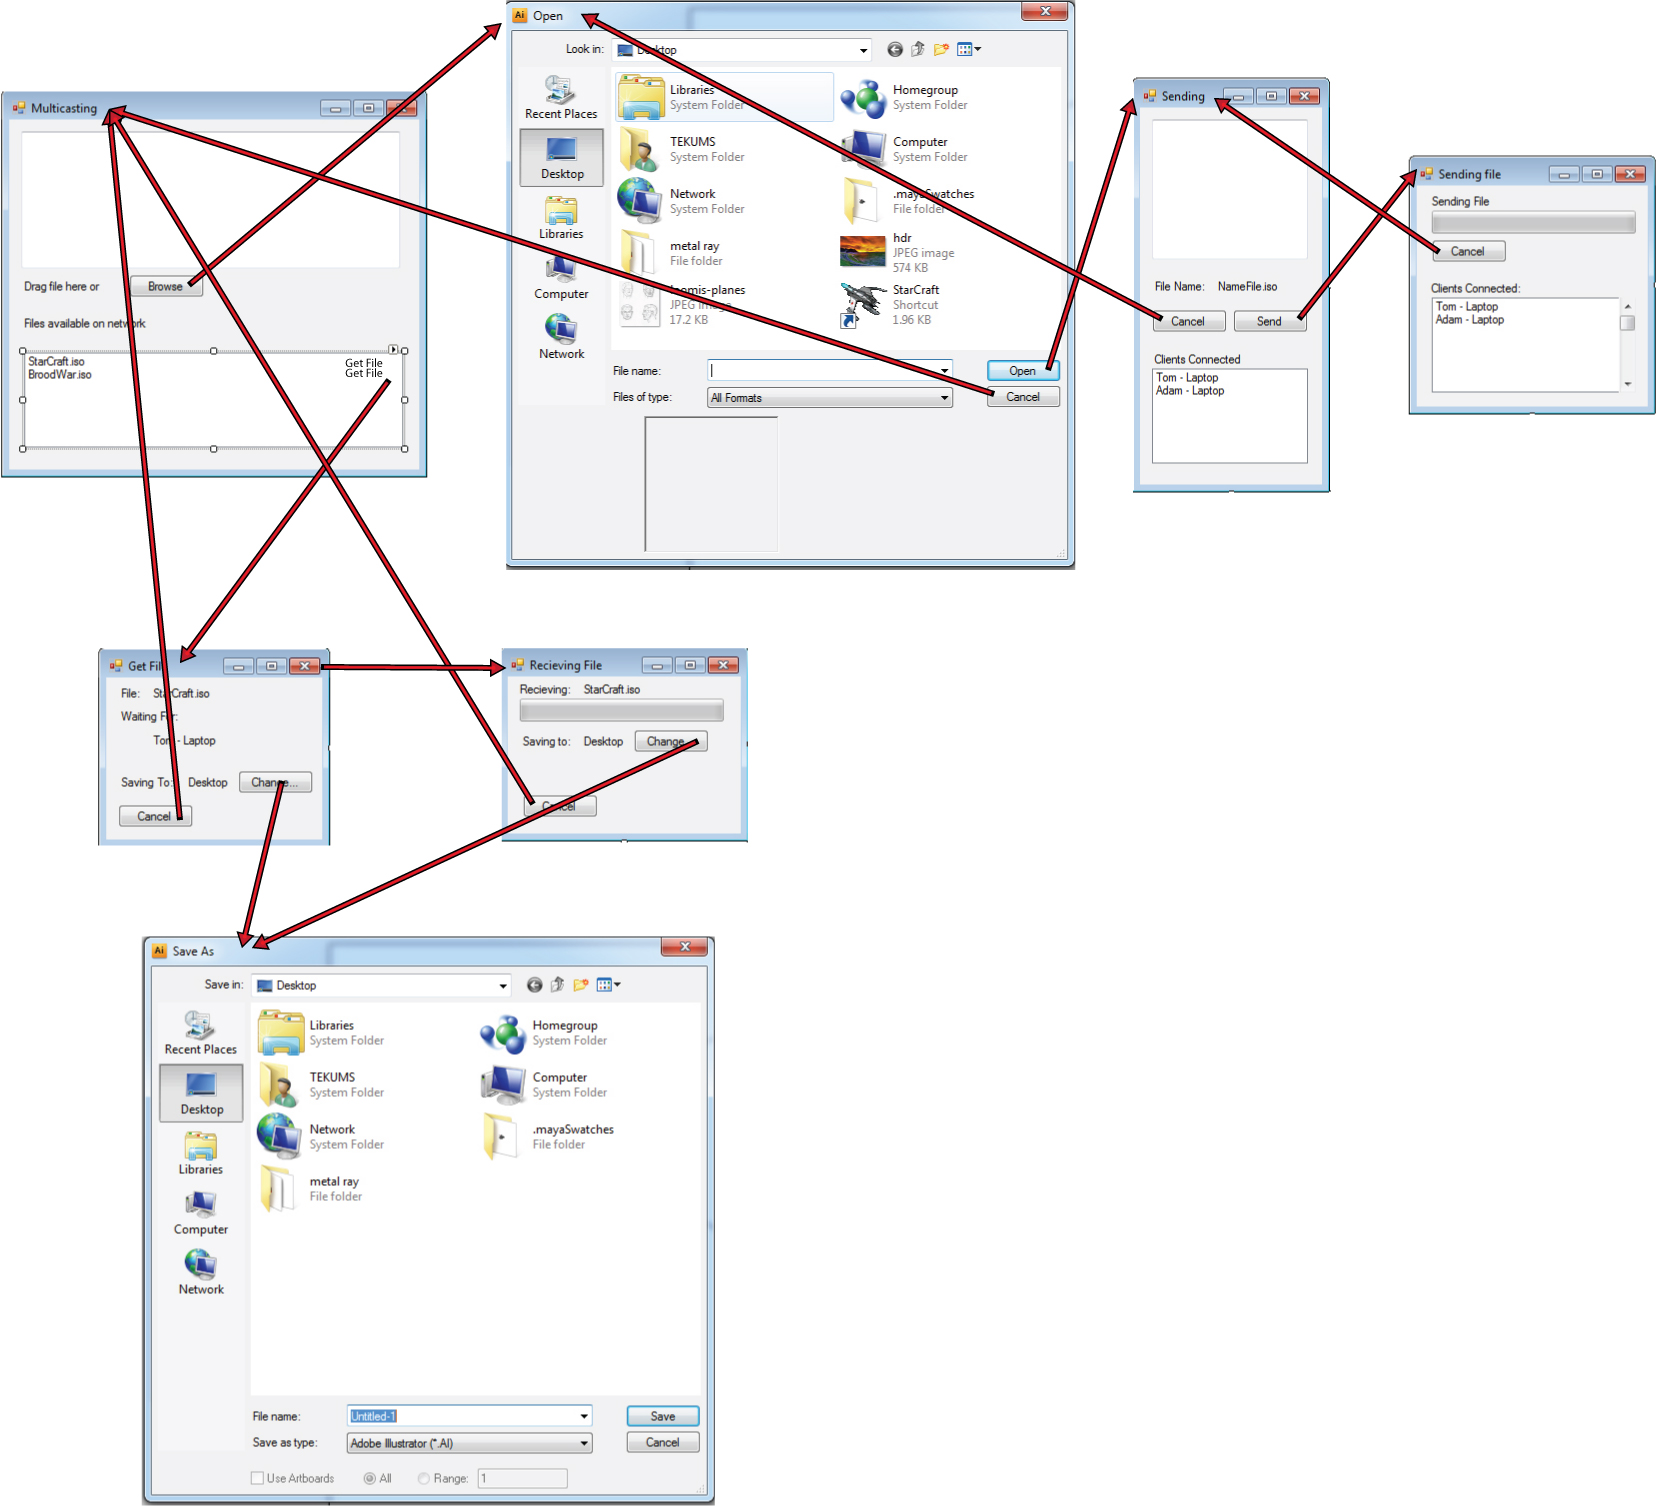 Multicasting
Drag file here or
Browse
Files available on network
StarCraft.iso
Get File
BroodWar.iso
Get File
Ai Open
Look in:
Desktop
Recent Places
Desktop
Libraries
Computer
Network
Libraries
System Folder
Homegroup
System Folder
TEKUMS
System Folder
Computer
System Folder
Network
System Folder
.mayaSwatches
File folder
metal ray
File folder
hdr
JPEG image
574 KB
loomis-planes
JPEG image
17.2 KB
StarCraft
Shortcut
1.96 KB
File name:
Open
Files of type:
All Formats
Cancel
Sending
File Name: NameFile.iso
Cancel
Send
Clients Connected
Tom - Laptop
Adam - Laptop
Sending file
Sending File
Cancel
Clients Connected:
Tom - Laptop
Adam - Laptop
Get File
File: StarCraft.iso
Waiting For:
Tom - Laptop
Saving To: Desktop
Change...
Cancel
Recieving File
Recieving: StarCraft.iso
Saving to: Desktop
Change...
Cancel
Ai Save As
Save in:
Desktop
Recent Places
Desktop
Libraries
Computer
Network
Libraries
System Folder
Homegroup
System Folder
TEKUMS
System Folder
Computer
System Folder
Network
System Folder
.mayaSwatches
File folder
metal ray
File folder
File name:
Untitled-1
Save
Save as type:
Adobe Illustrator (*.AI)
Cancel
Use Artboards
All
Range:
1